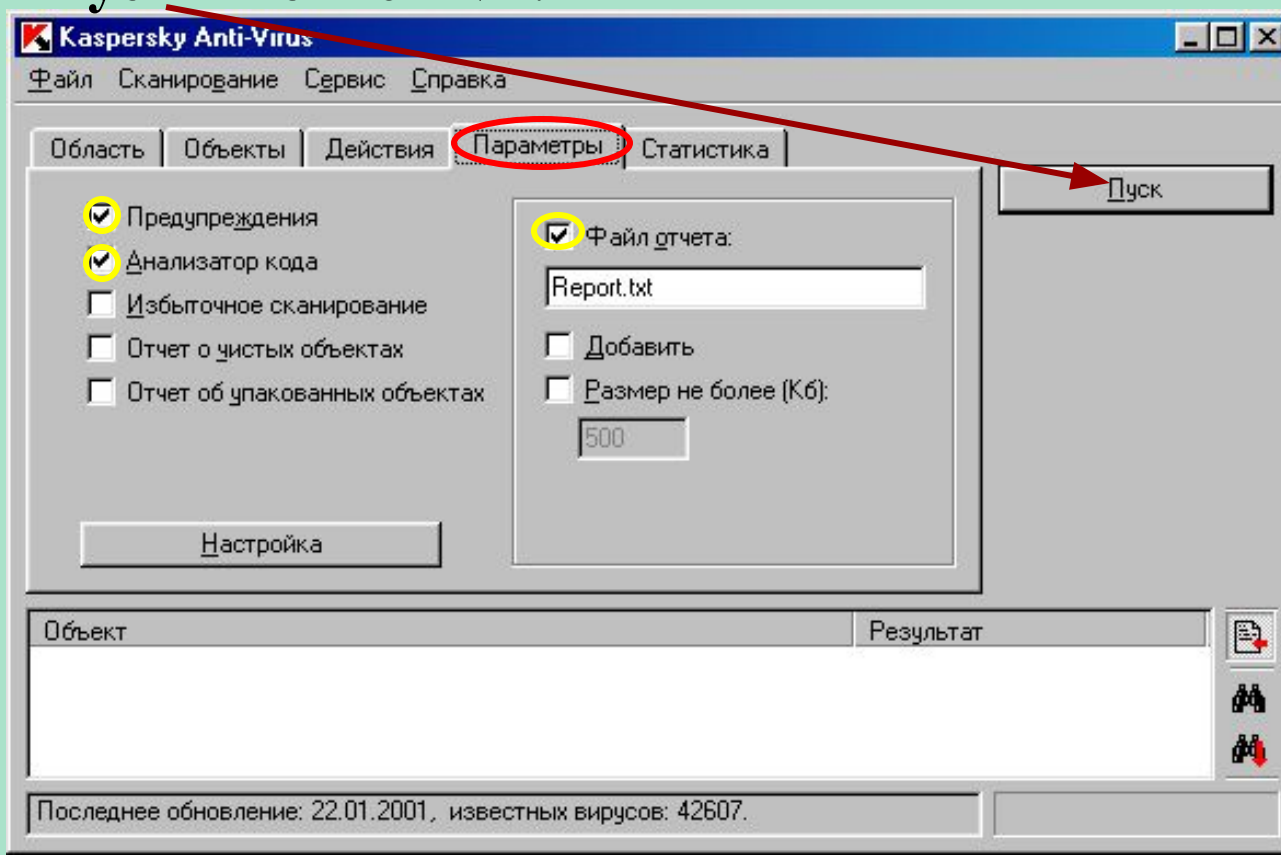 Kaspersky Anti-Virus
Файл Сканирование Сервис Справка
Область Объекты Действия Параметры Статистика
Пуск
Предупреждения
Анализатор кода
Избыточное сканирование
Отчет о чистых объектах
Отчет об упакованных объектах
Настройка
Файл отчета:
Report.txt
Добавить
Размер не более (Кб):
500
Объект Результат
Последнее обновление: 22.01.2001, известных вирусов: 42607.